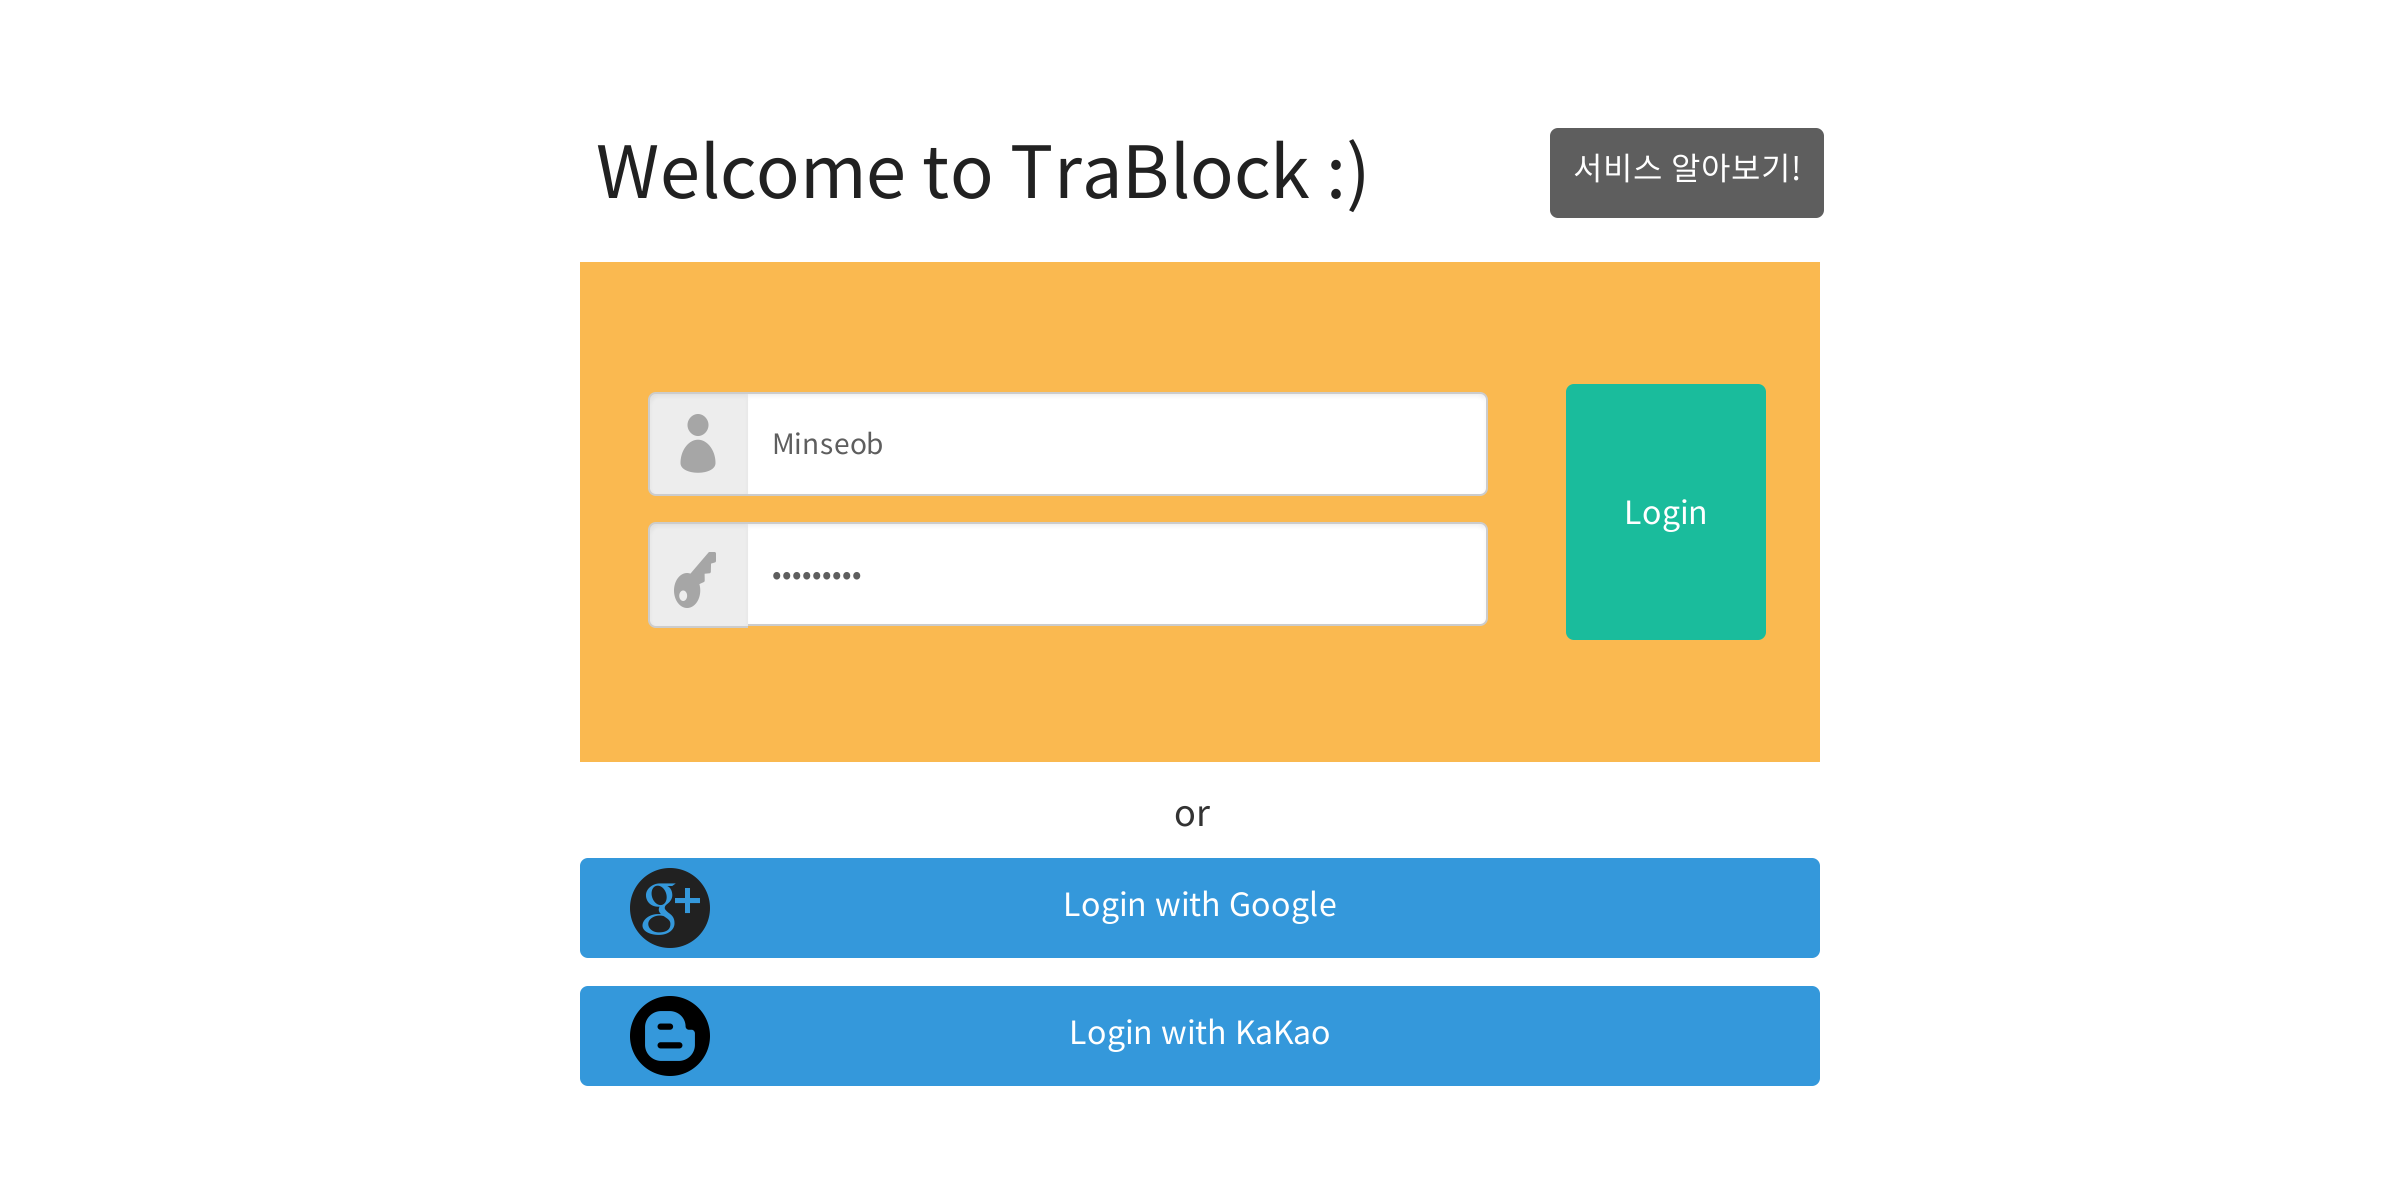 Welcome to TraBlock :)
서비스 알아보기!
Minseob
•••••••••
Login
or
g+
Login with Google
Login with KaKao